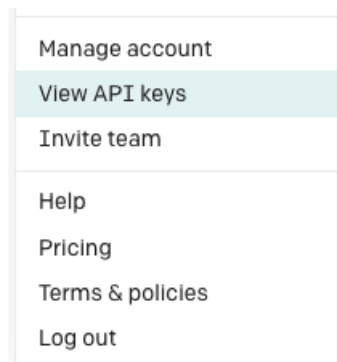 Manage account
View API keys
Invite team
Help
Pricing
Terms & policies
Log out